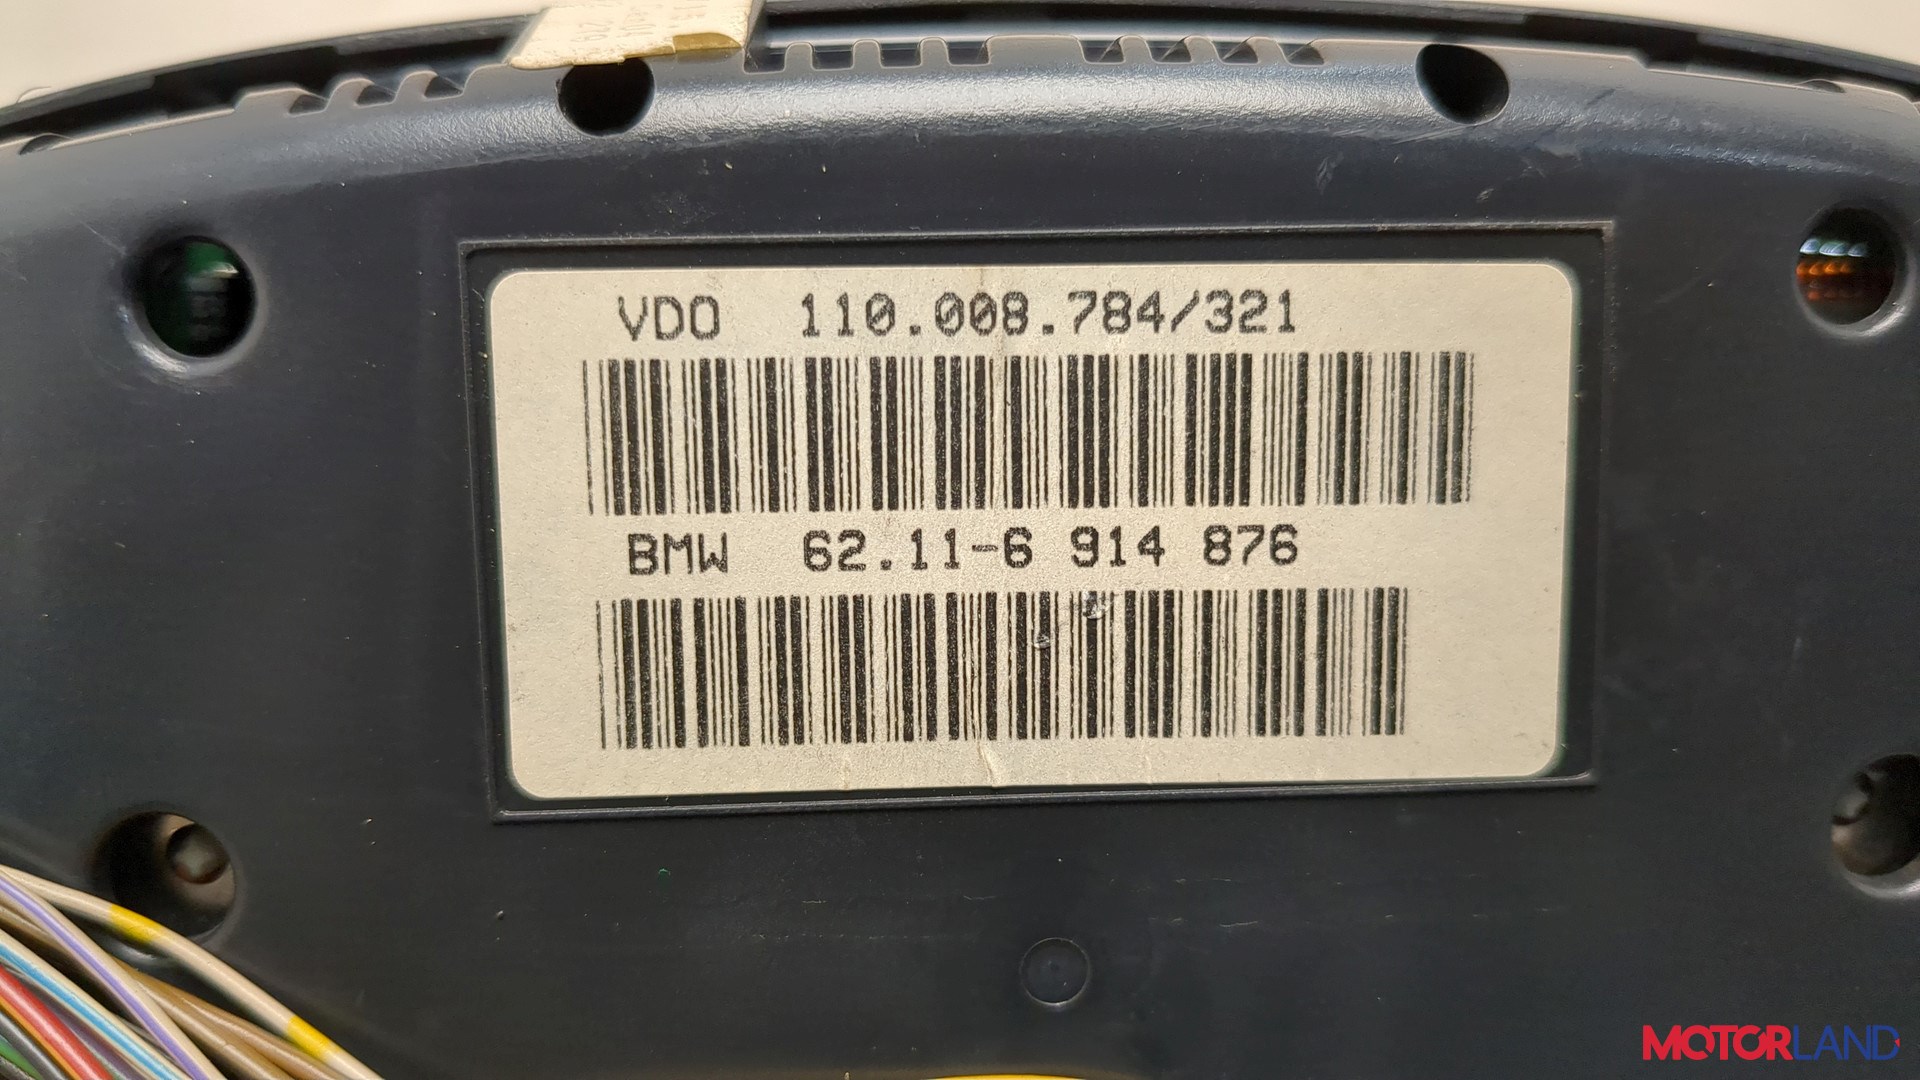 VDO 110.008.784/321
BMW 62.11-6 914 876
MOTORLAND